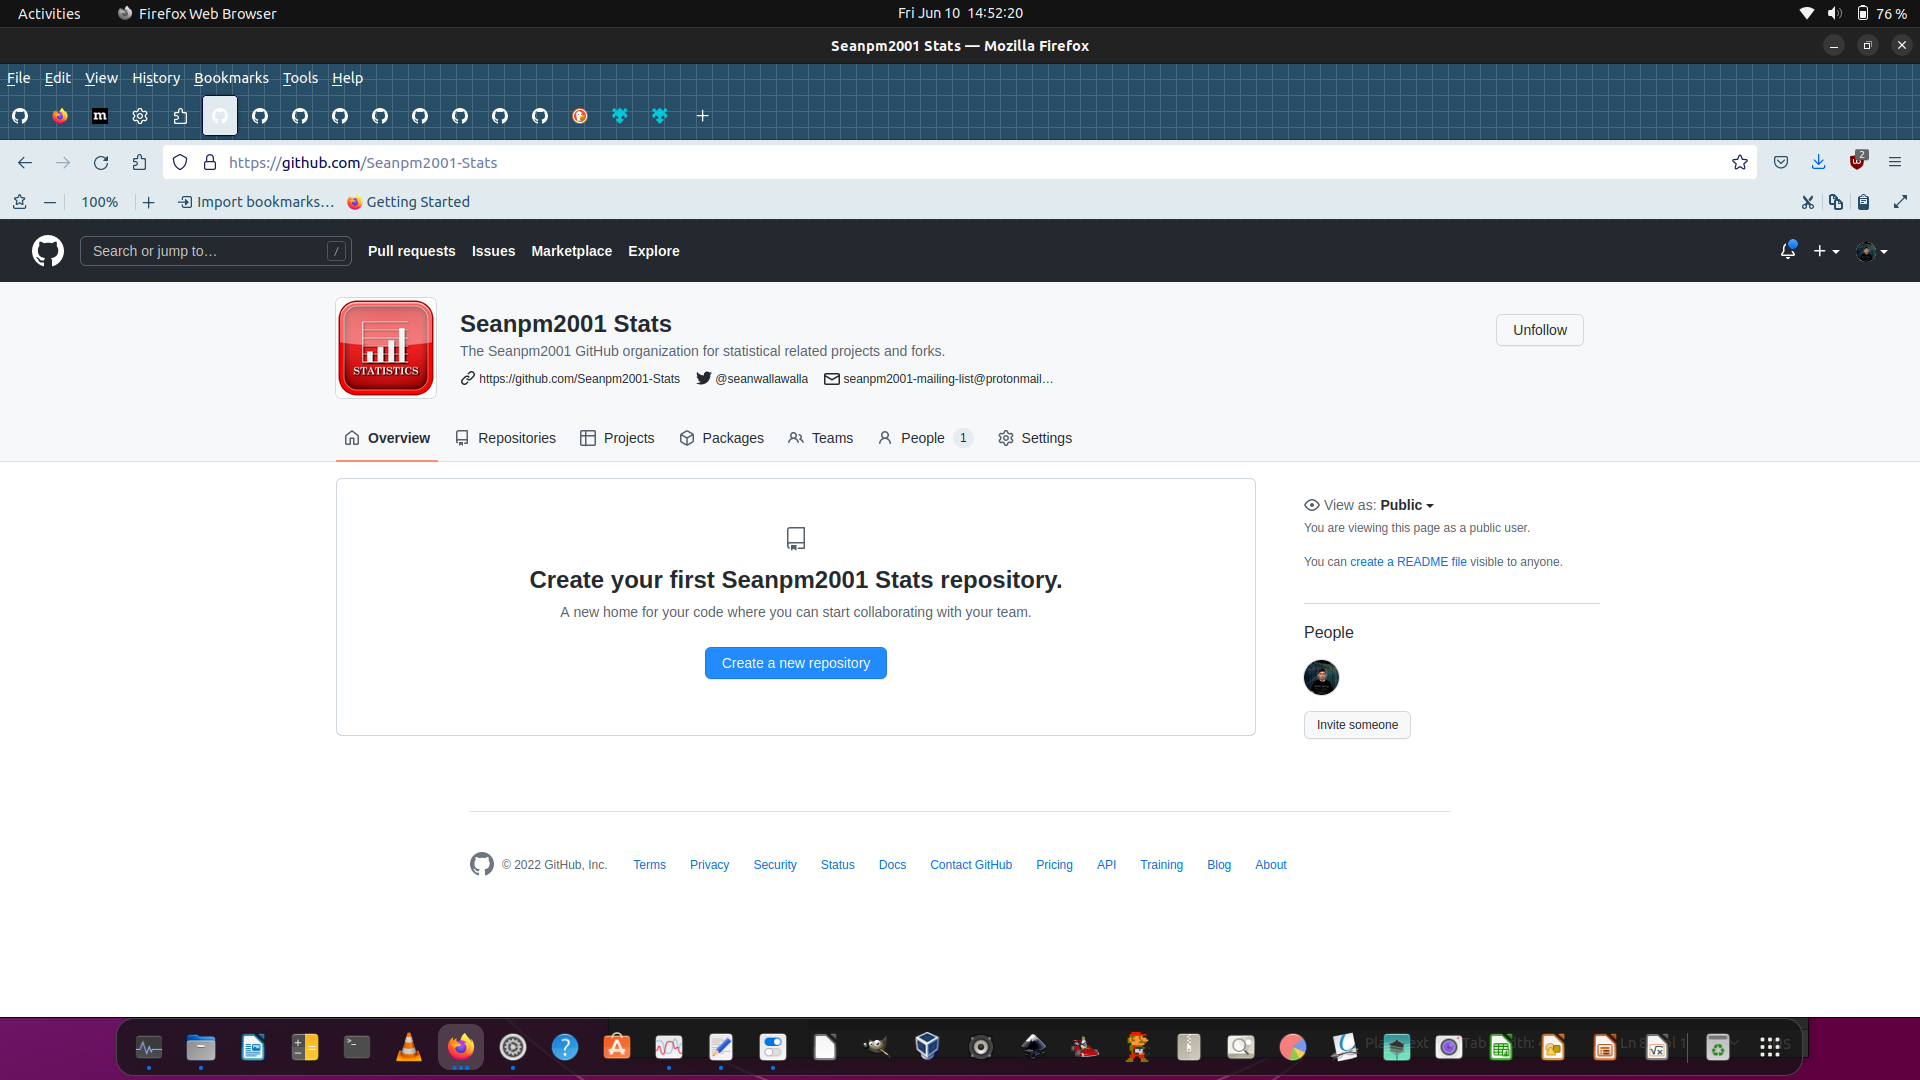 Activities Firefox Web Browser Fri Jun 10 14:52:20 76 %
Seanpm2001 Stats — Mozilla Firefox
File Edit View History Bookmarks Tools Help
m
https://github.com/Seanpm2001-Stats 2
100% Import bookmarks… Getting Started
Search or jump to… / Pull requests Issues Marketplace Explore
STATISTICS
Seanpm2001 Stats
Unfollow
The Seanpm2001 GitHub organization for statistical related projects and forks.
https://github.com/Seanpm2001-Stats @seanwallawalla seanpm2001-mailing-list@protonmail…
Overview Repositories Projects Packages Teams People 1 Settings
View as: Public
You are viewing this page as a public user.
You can create a README file visible to anyone.
Create your first Seanpm2001 Stats repository.
A new home for your code where you can start collaborating with your team.
Create a new repository
People
Invite someone
© 2022 GitHub, Inc. Terms Privacy Security Status Docs Contact GitHub Pricing API Training Blog About